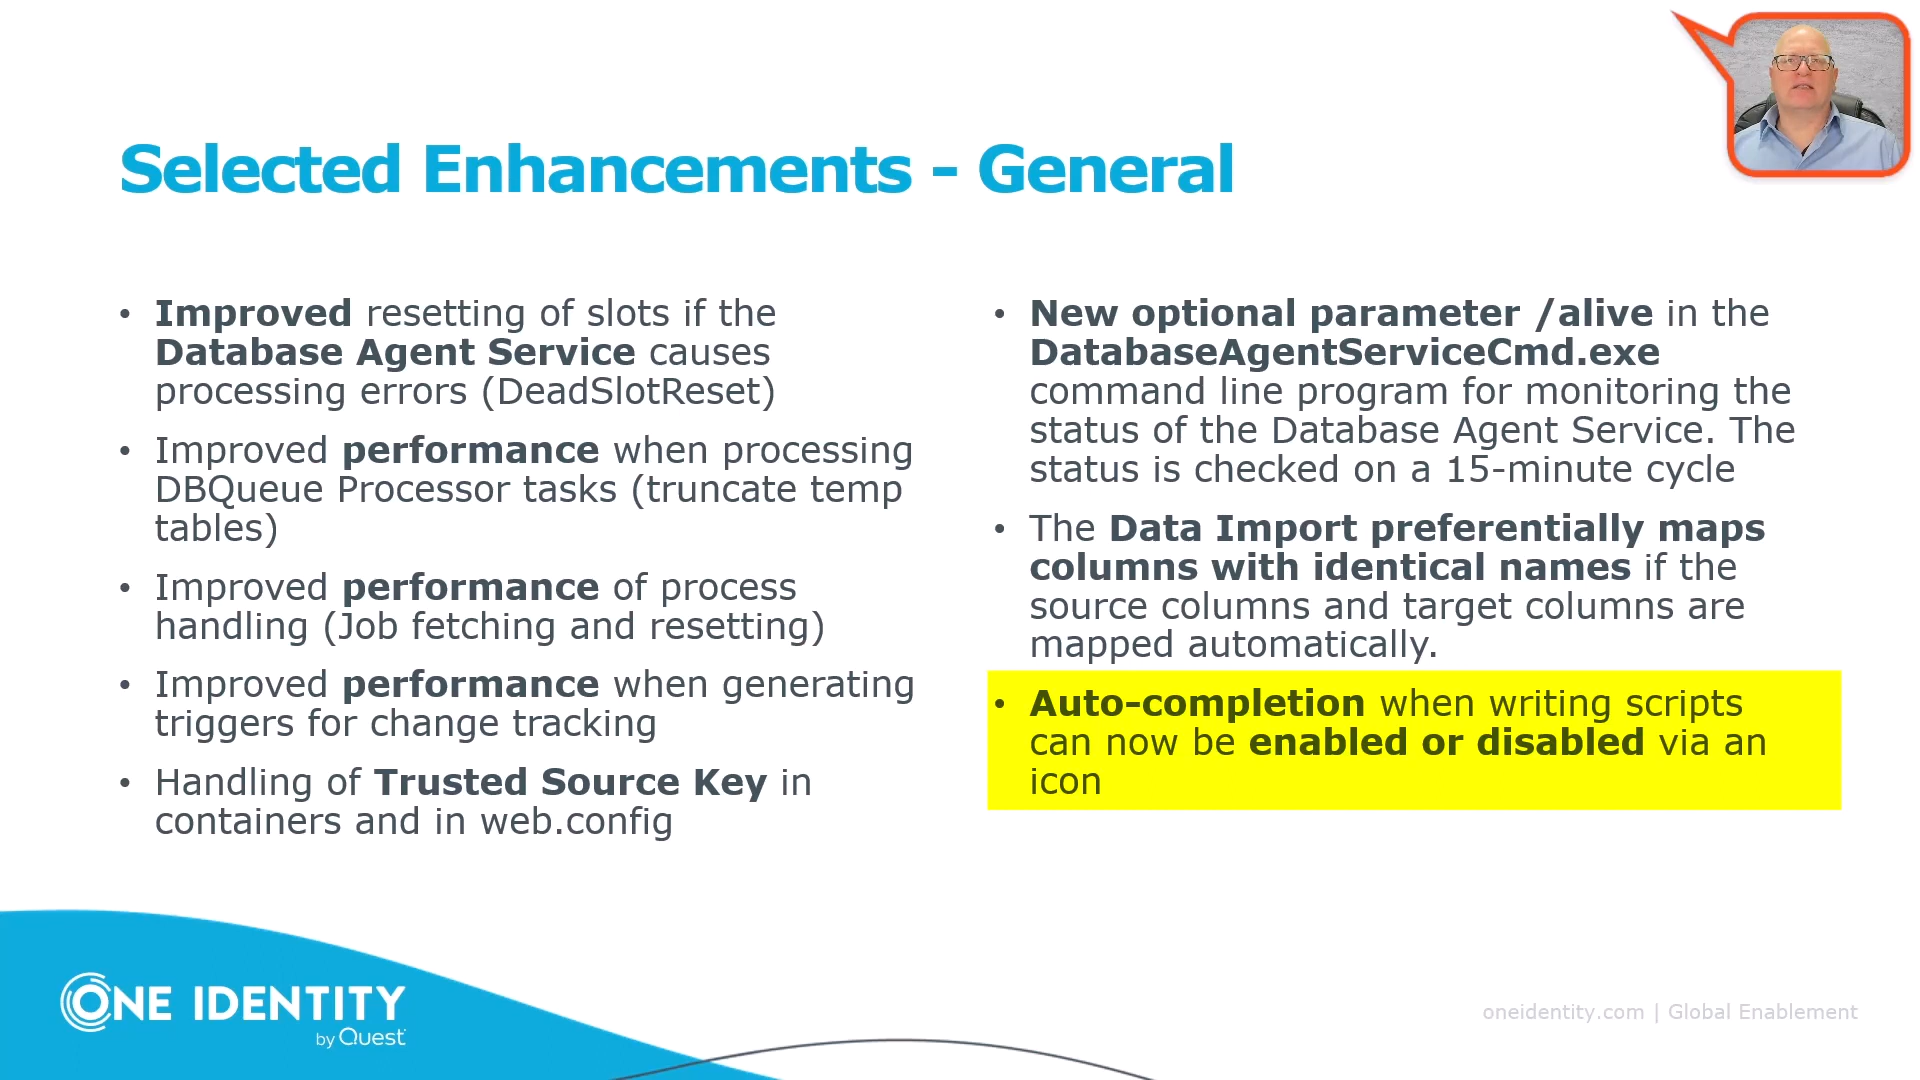 Selected Enhancements - General
• Improved resetting of slots if the
Database Agent Service causes
processing errors (DeadSlotReset)
• Improved performance when processing
DBQueue Processor tasks (truncate temp
tables)
• Improved performance of process
handling (Job fetching and resetting)
• Improved performance when generating
triggers for change tracking
• Handling of Trusted Source Key in
containers and in web.config
• New optional parameter /alive in the
DatabaseAgentServiceCmd.exe
command line program for monitoring the
status of the Database Agent Service. The
status is checked on a 15-minute cycle
• The Data Import preferentially maps
columns with identical names if the
source columns and target columns are
mapped automatically.
• Auto-completion when writing scripts
can now be enabled or disabled via an
icon
ONE IDENTITY
by Quest
oneidentity.com | Global Enablement